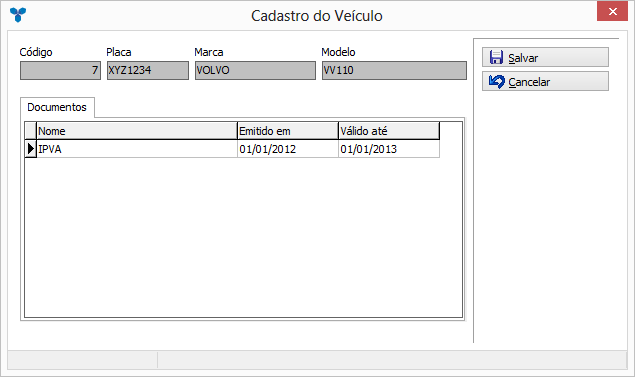 Cadastro do Veículo
Código Placa Marca Modelo
7 XYZ1234 VOLVO VV110
Salvar
Cancelar
Documentos
Nome Emitido em Válido até
IPVA 01/01/2012 01/01/2013